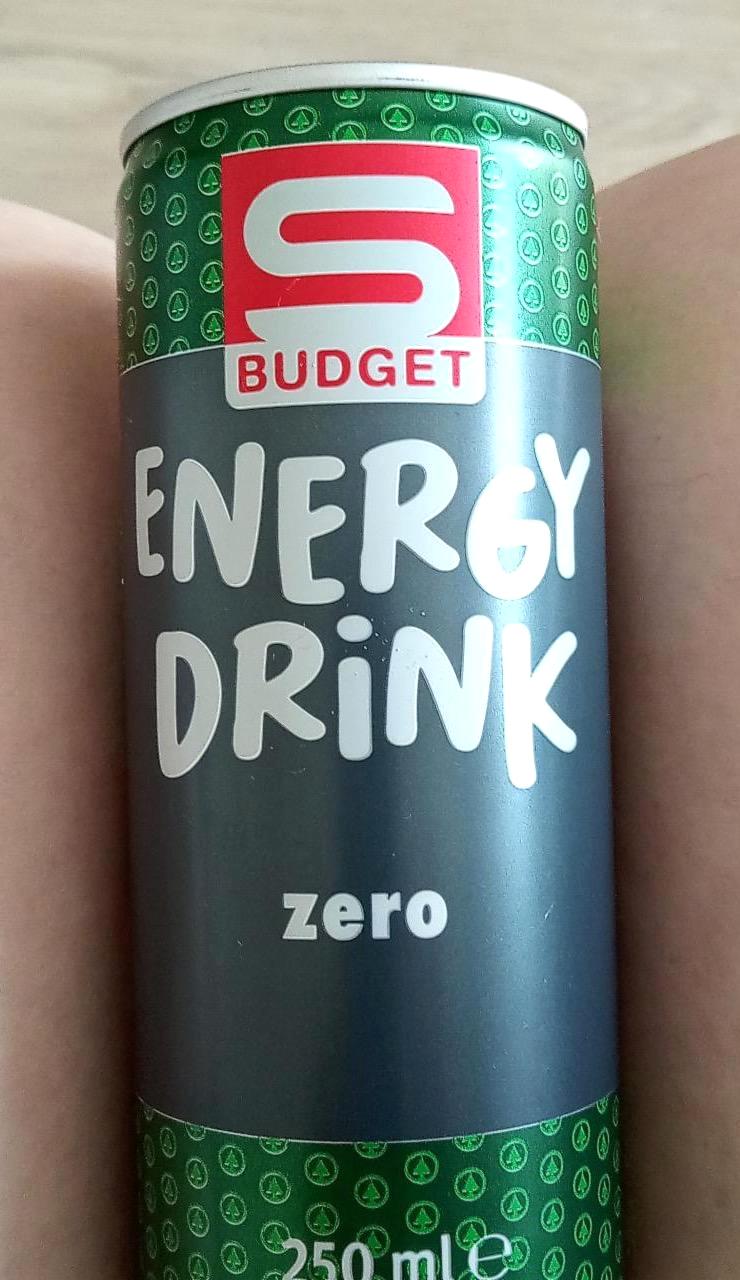 S
BUDGET
ENERGY
DRiNK
zero
250 ml ℮